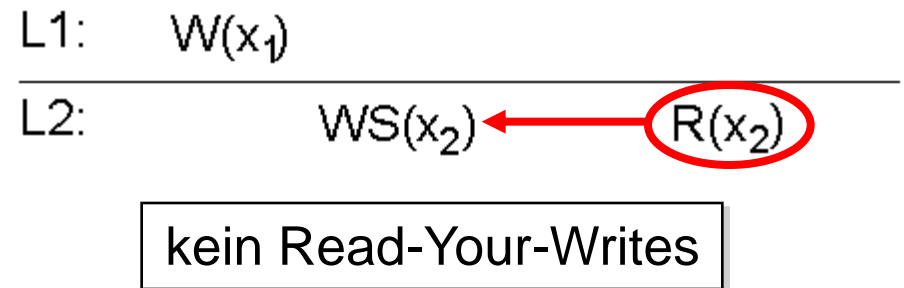 L1: W(x₁)
L2: WS(x₂) R(x₂)
kein Read-Your-Writes